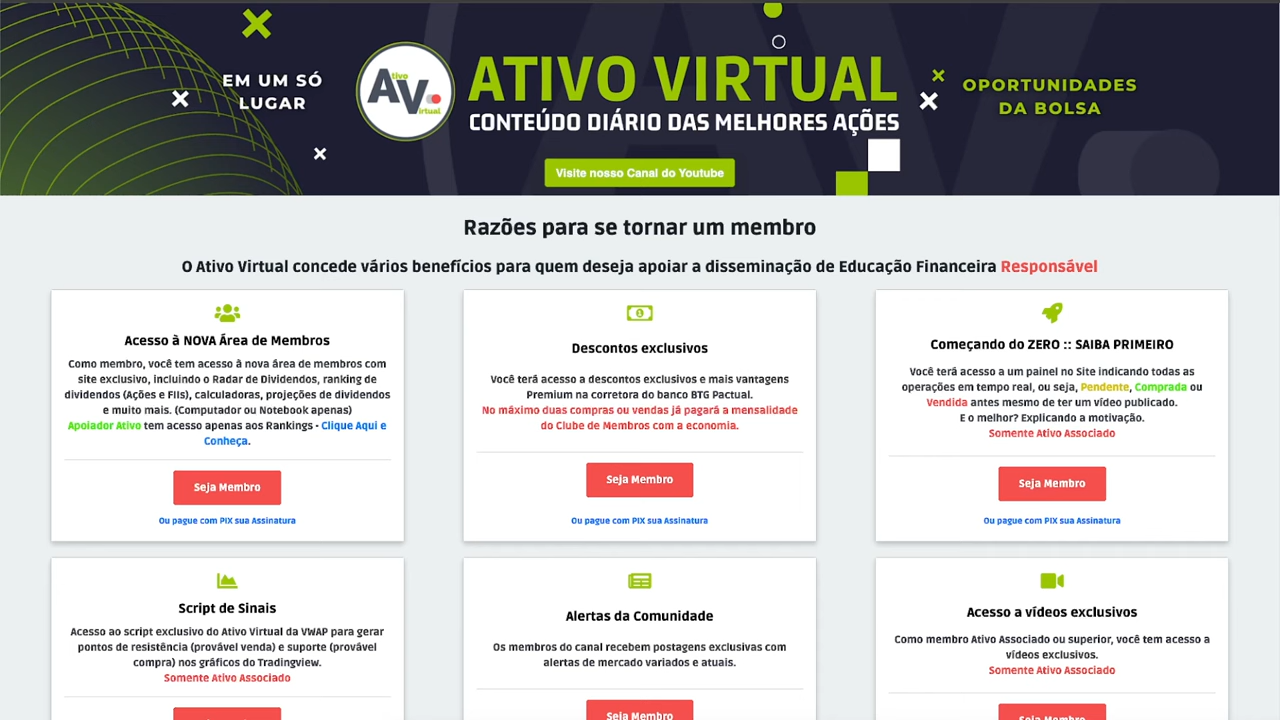 EM UM SÓ
LUGAR
Ativo
Virtual
ATIVO VIRTUAL
CONTEÚDO DIÁRIO DAS MELHORES AÇÕES
OPORTUNIDADES
DA BOLSA
Visite nosso Canal do Youtube
Razões para se tornar um membro
O Ativo Virtual concede vários benefícios para quem deseja apoiar a disseminação de Educação Financeira Responsável
Acesso à NOVA Área de Membros
Como membro, você tem acesso à nova área de membros com
site exclusivo, incluindo o Radar de Dividendos, ranking de
dividendos (Ações e FIIs), calculadoras, projeções de dividendos
e muito mais. (Computador ou Notebook apenas)
Apoiador Ativo tem acesso apenas aos Rankings - Clique Aqui e
Conheça.
Seja Membro
Ou pague com PIX sua Assinatura
Descontos exclusivos
Você terá acesso a descontos exclusivos e mais vantagens
Premium na corretora do banco BTG Pactual.
No máximo duas compras ou vendas já pagará a mensalidade
do Clube de Membros com a economia.
Seja Membro
Ou pague com PIX sua Assinatura
Começando do ZERO :: SAIBA PRIMEIRO
Você terá acesso a um painel no Site indicando todas as
operações em tempo real, ou seja, Pendente, Comprada ou
Vendida antes mesmo de ter um vídeo publicado.
E o melhor? Explicando a motivação.
Somente Ativo Associado
Seja Membro
Ou pague com PIX sua Assinatura
Script de Sinais
Acesso ao script exclusivo do Ativo Virtual da VWAP para gerar
pontos de resistência (provável venda) e suporte (provável
compra) nos gráficos do Tradingview.
Somente Ativo Associado
Alertas da Comunidade
Os membros do canal recebem postagens exclusivas com
alertas de mercado variados e atuais.
Seja Membro
Acesso a vídeos exclusivos
Como membro Ativo Associado ou superior, você tem acesso a
vídeos exclusivos.
Somente Ativo Associado
Seja Membro